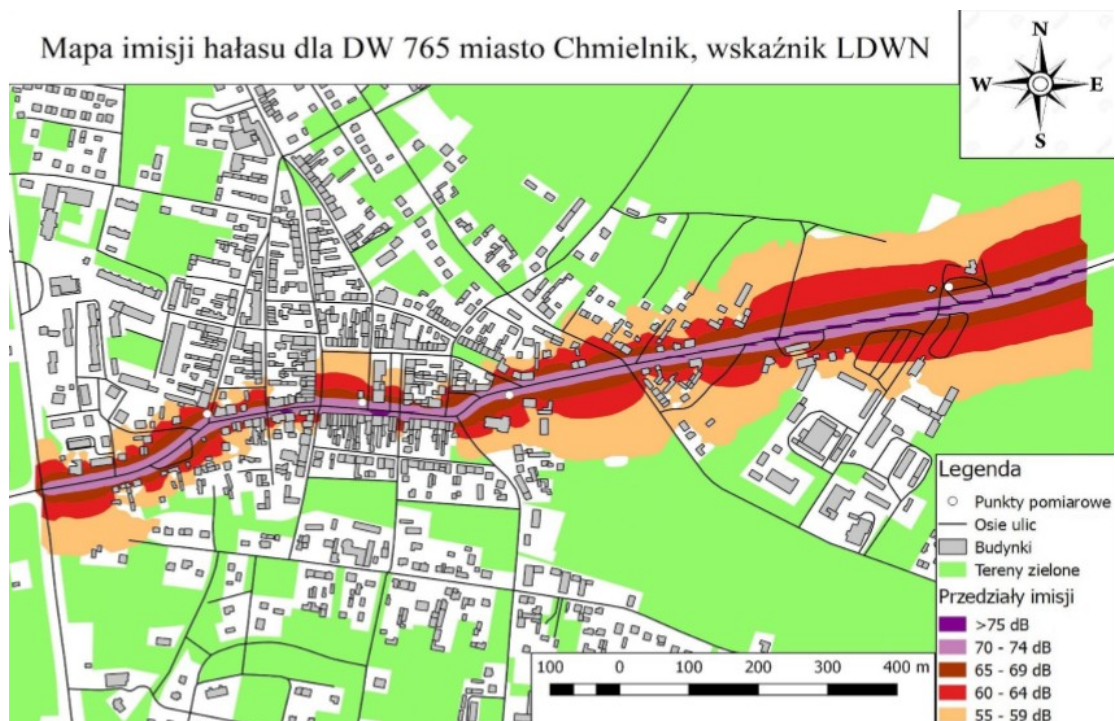 Mapa imisji hałasu dla DW 765 miasto Chmielnik, wskaźnik LDWN
N
W E
S
Legenda
Punkty pomiarowe
Osie ulic
Budynki
Tereny zielone
Przedziały imisji
>75 dB
70 - 74 dB
65 - 69 dB
60 - 64 dB
55 - 59 dB
100 0 100 200 300 400 m